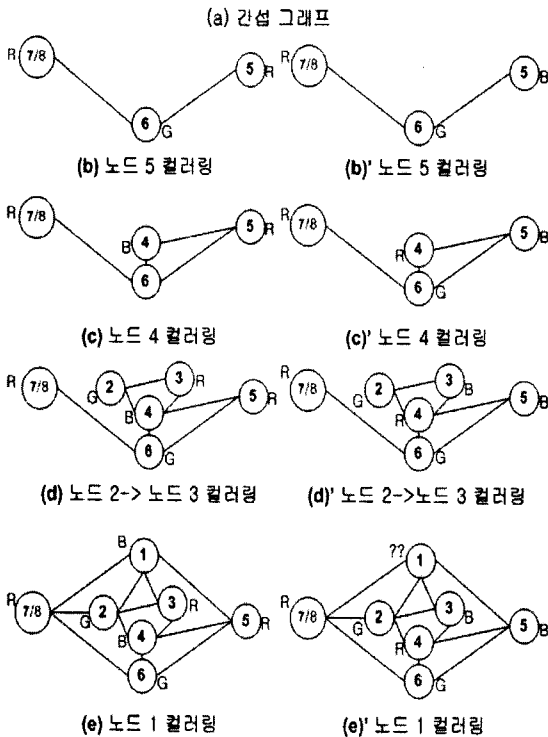 (a) 간섭 그래프
R 7/8 5 R R 7/8 5 B
6 G 6 G
(b) 노드 5 컬러링 (b)' 노드 5 컬러링
R 7/8 B 4 5 R R 7/8 R 4 5 B
6 6 G
(c) 노드 4 컬러링 (c)' 노드 4 컬러링
R 7/8 G 2 3 R B 4 5 R R 7/8 G 2 3 B R 4 5 B
6 G 6 G
(d) 노드 2-> 노드 3 컬러링 (d)' 노드 2->노드 3 컬러링
B 1 ?? 1
R 7/8 G 2 3 R B 4 5 R R 7/8 G 2 3 B R 4 5 B
6 G 6 G
(e) 노드 1 컬러링 (e)' 노드 1 컬러링